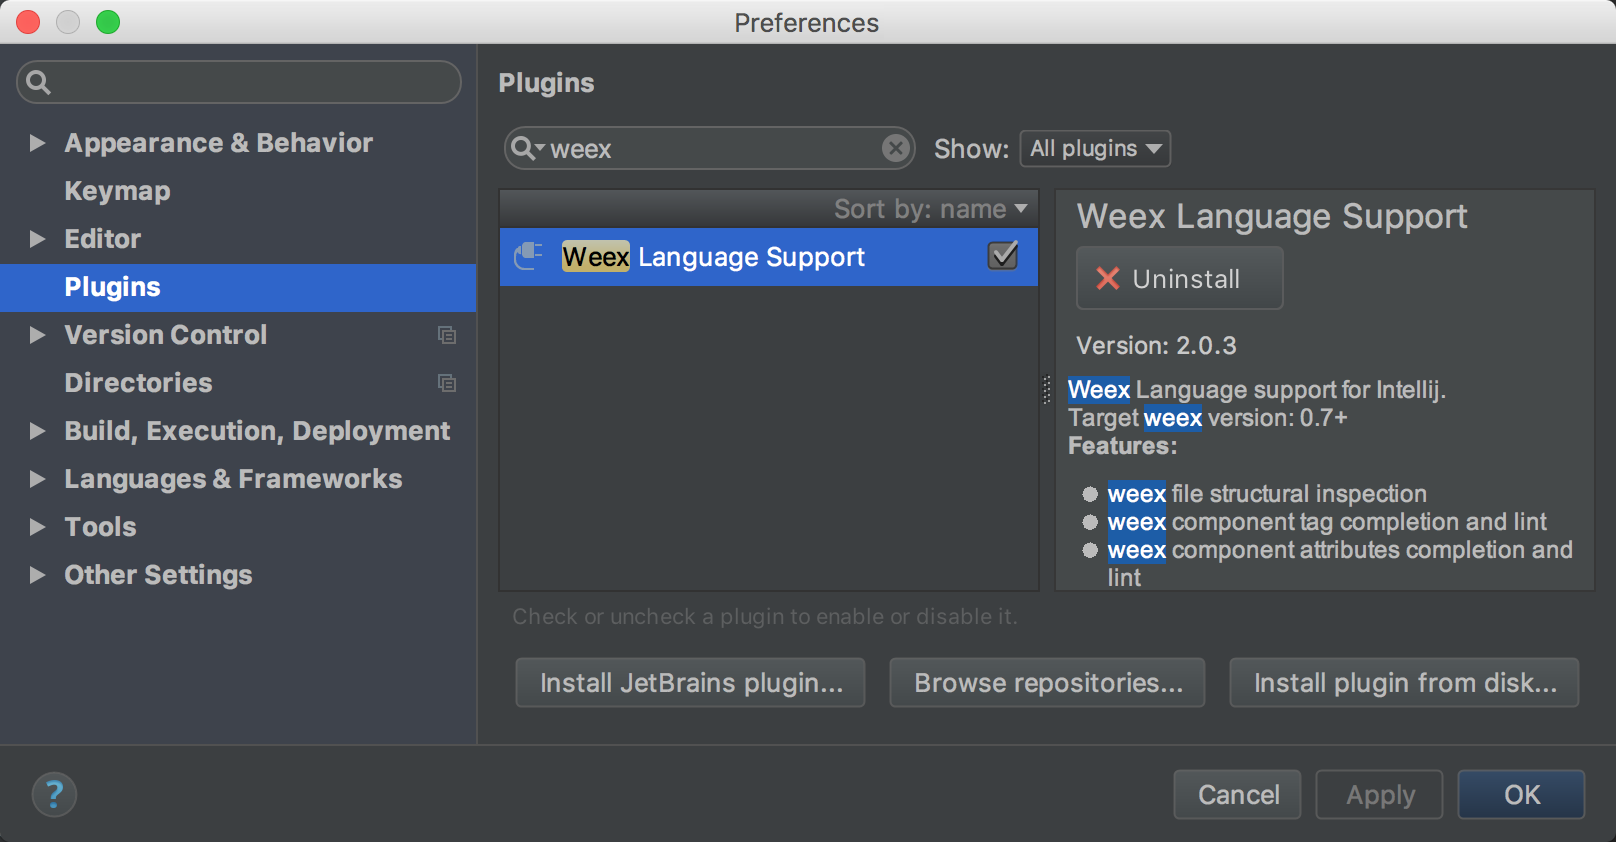 Preferences
Appearance & Behavior
Keymap
Editor
Plugins
Version Control
Directories
Build, Execution, Deployment
Languages & Frameworks
Tools
Other Settings
Plugins
weex
Show: All plugins
Sort by: name
Weex Language Support
Weex Language Support
Uninstall
Version: 2.0.3
Weex Language support for Intellij.
Target weex version: 0.7+
Features:
weex file structural inspection
weex component tag completion and lint
weex component attributes completion and
lint
Check or uncheck a plugin to enable or disable it.
Install JetBrains plugin...
Browse repositories...
Install plugin from disk...
?
Cancel
Apply
OK